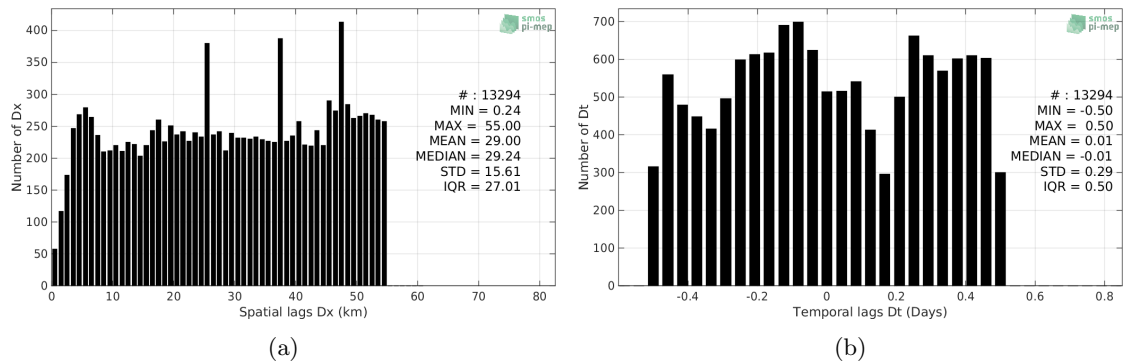 400
350
300
250
200
150
100
50
0
Number of Dx
0 10 20 30 40 50 60 70 80
Spatial lags Dx (km)
smos
pi-mep
# : 13294
MIN = 0.24
MAX = 55.00
MEAN = 29.00
MEDIAN = 29.24
STD = 15.61
IQR = 27.01
(a)
700
600
500
400
300
200
100
0
Number of Dt
-0.4 -0.2 0 0.2 0.4 0.6 0.8
Temporal lags Dt (Days)
smos
pi-mep
# : 13294
MIN = -0.50
MAX = 0.50
MEAN = 0.01
MEDIAN = -0.01
STD = 0.29
IQR = 0.50
(b)